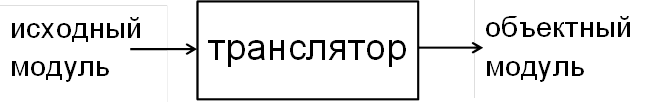 исходный
модуль
транслятор
объектный
модуль